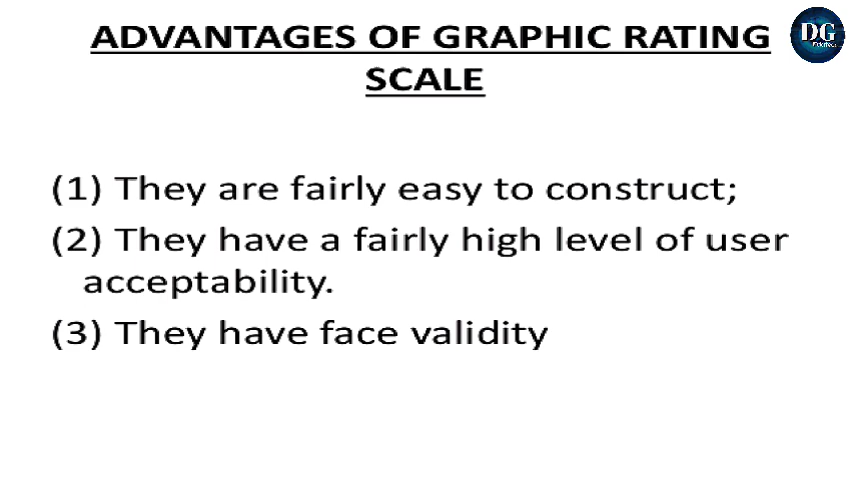 ADVANTAGES OF GRAPHIC RATING
SCALE
DG
(1) They are fairly easy to construct;
(2) They have a fairly high level of user
acceptability.
(3) They have face validity